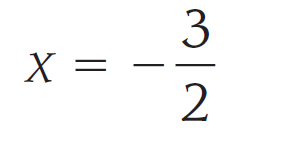 x = −3/2